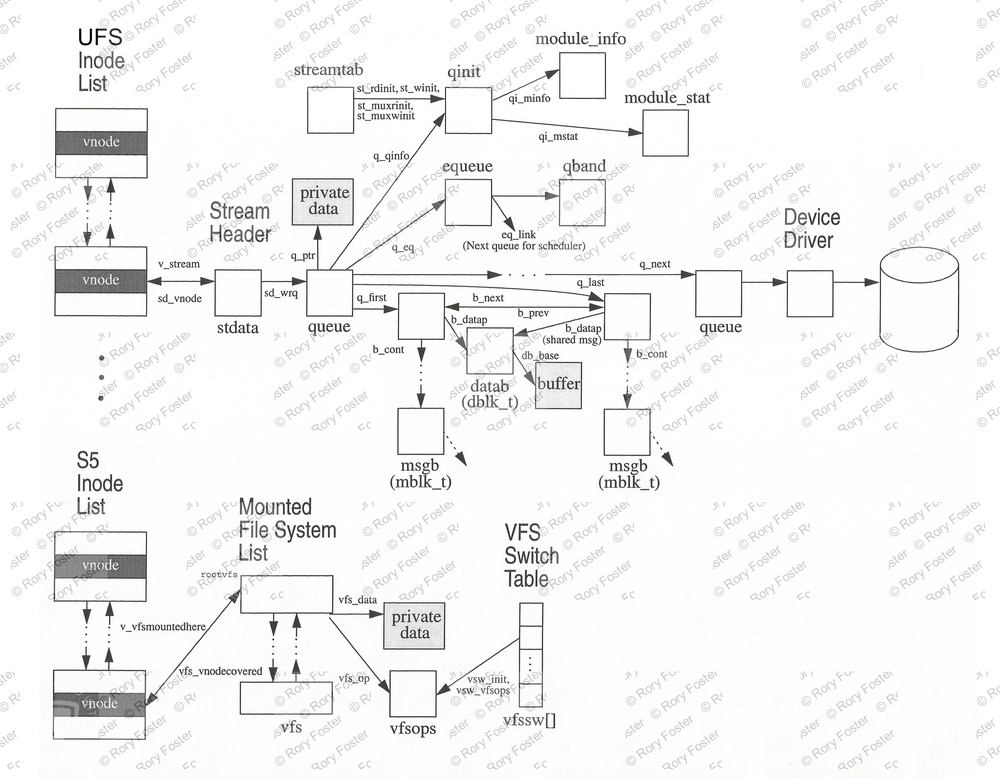 UFS
Inode
List
vnode
vnode
streamtab
st_rdinit, st_winit,
st_muxrinit,
st_muxwinit
qinit
module_info
qi_minfo
module_stat
qi_mstat
q_qinfo
private
data
q_ptr
equeue
qband
eq_link
(Next queue for scheduler)
q_eq
Stream
Header
v_stream
sd_vnode
stdata
sd_wrq
queue
q_next
q_last
q_first
b_next
b_prev
b_datap
b_datap
(shared msg)
b_cont
b_cont
db_base
datab
(dblk_t)
buffer
msgb
(mblk_t)
msgb
(mblk_t)
queue
Device
Driver
S5
Inode
List
vnode
vnode
v_vfsmountedhere
vfs_vnodecovered
Mounted
File System
List
rootvfs
vfs_data
private
data
vfs_op
vfs
vfsops
VFS
Switch
Table
vsw_init,
vsw_vfsops
vfssw[]
© Rory Foster